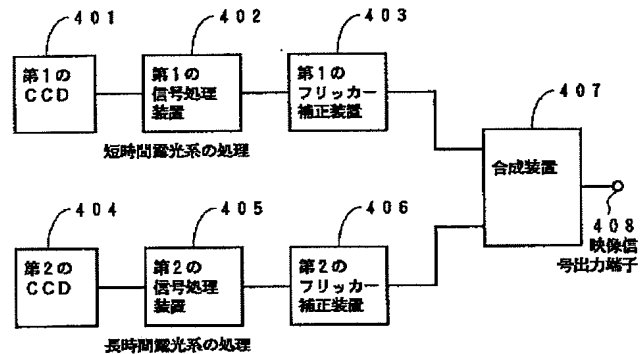 401
402
403
第1の
CCD
第1の
信号処理
装置
第1の
フリッカー
補正装置
407
短時間露光系の処理
合成装置
404
405
406
408
映像信
号出力端子
第2の
CCD
第2の
信号処理
装置
第2の
フリッカー
補正装置
長時間露光系の処理